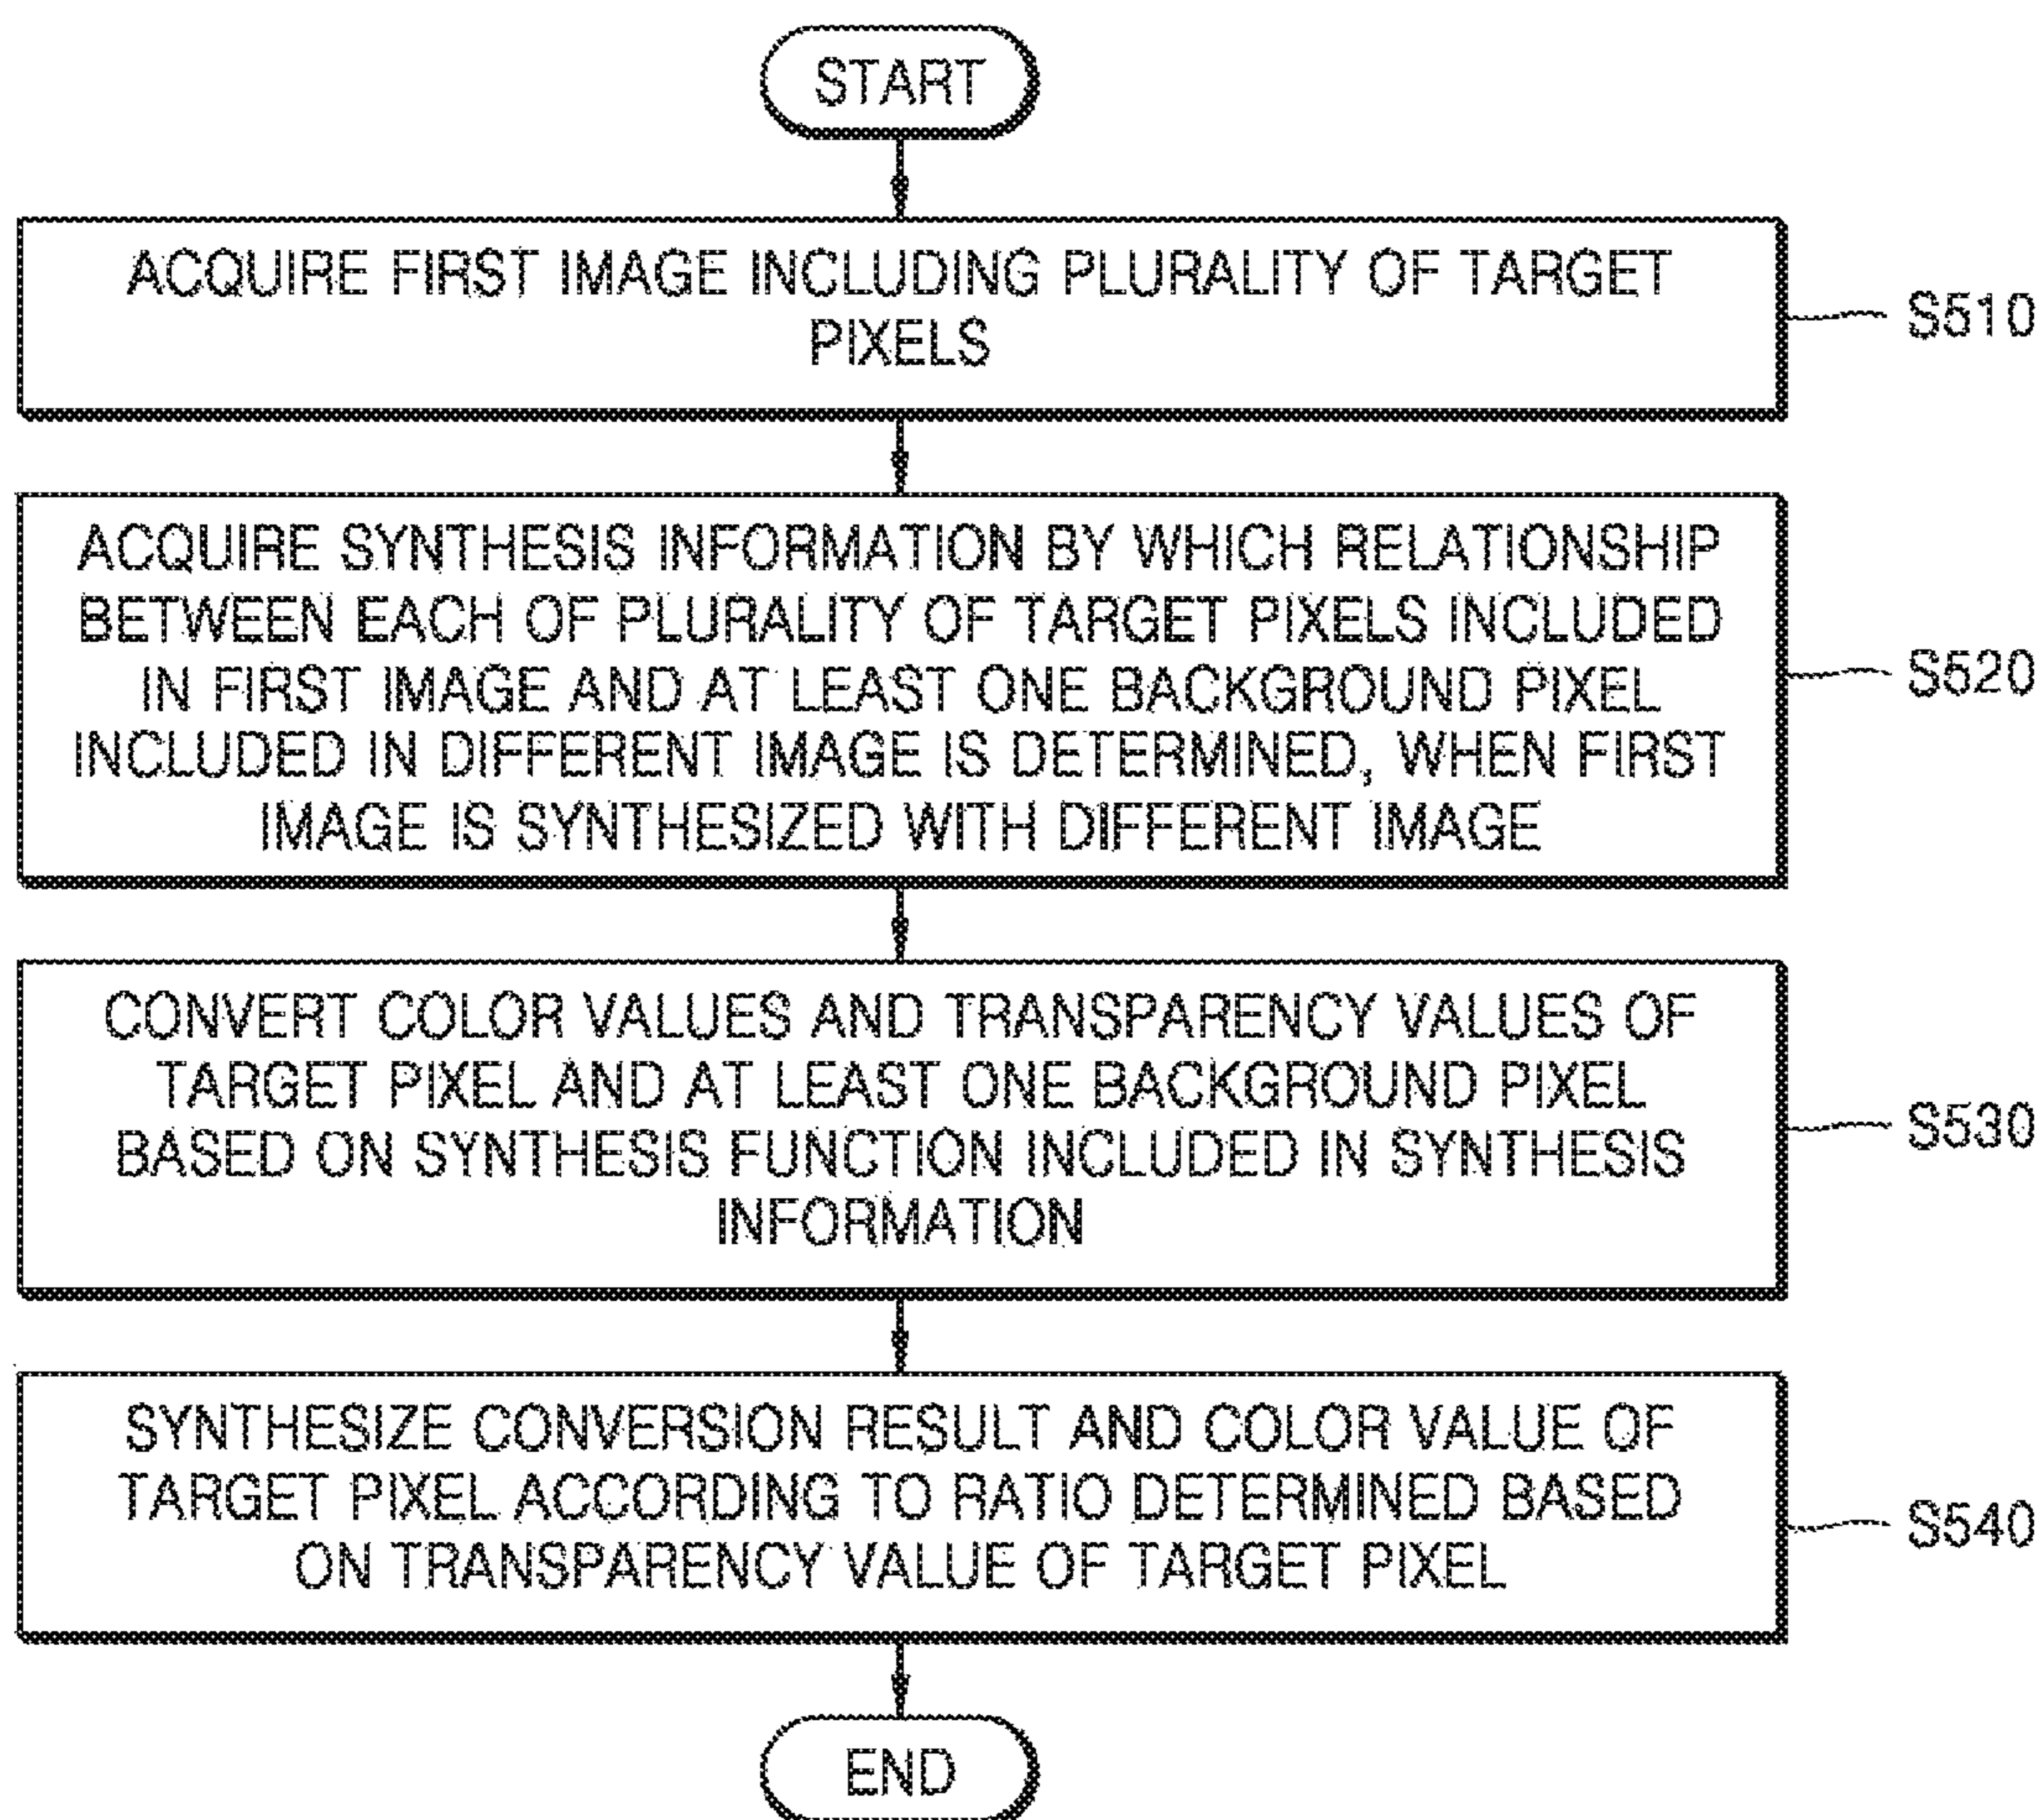 START
ACQUIRE FIRST IMAGE INCLUDING PLURALITY OF TARGET
PIXELS
S510
ACQUIRE SYNTHESIS INFORMATION BY WHICH RELATIONSHIP
BETWEEN EACH OF PLURALITY OF TARGET PIXELS INCLUDED
IN FIRST IMAGE AND AT LEAST ONE BACKGROUND PIXEL
INCLUDED IN DIFFERENT IMAGE IS DETERMINED, WHEN FIRST
IMAGE IS SYNTHESIZED WITH DIFFERENT IMAGE
S520
CONVERT COLOR VALUES AND TRANSPARENCY VALUES OF
TARGET PIXEL AND AT LEAST ONE BACKGROUND PIXEL
BASED ON SYNTHESIS FUNCTION INCLUDED IN SYNTHESIS
INFORMATION
S530
SYNTHESIZE CONVERSION RESULT AND COLOR VALUE OF
TARGET PIXEL ACCORDING TO RATIO DETERMINED BASED
ON TRANSPARENCY VALUE OF TARGET PIXEL
S540
END